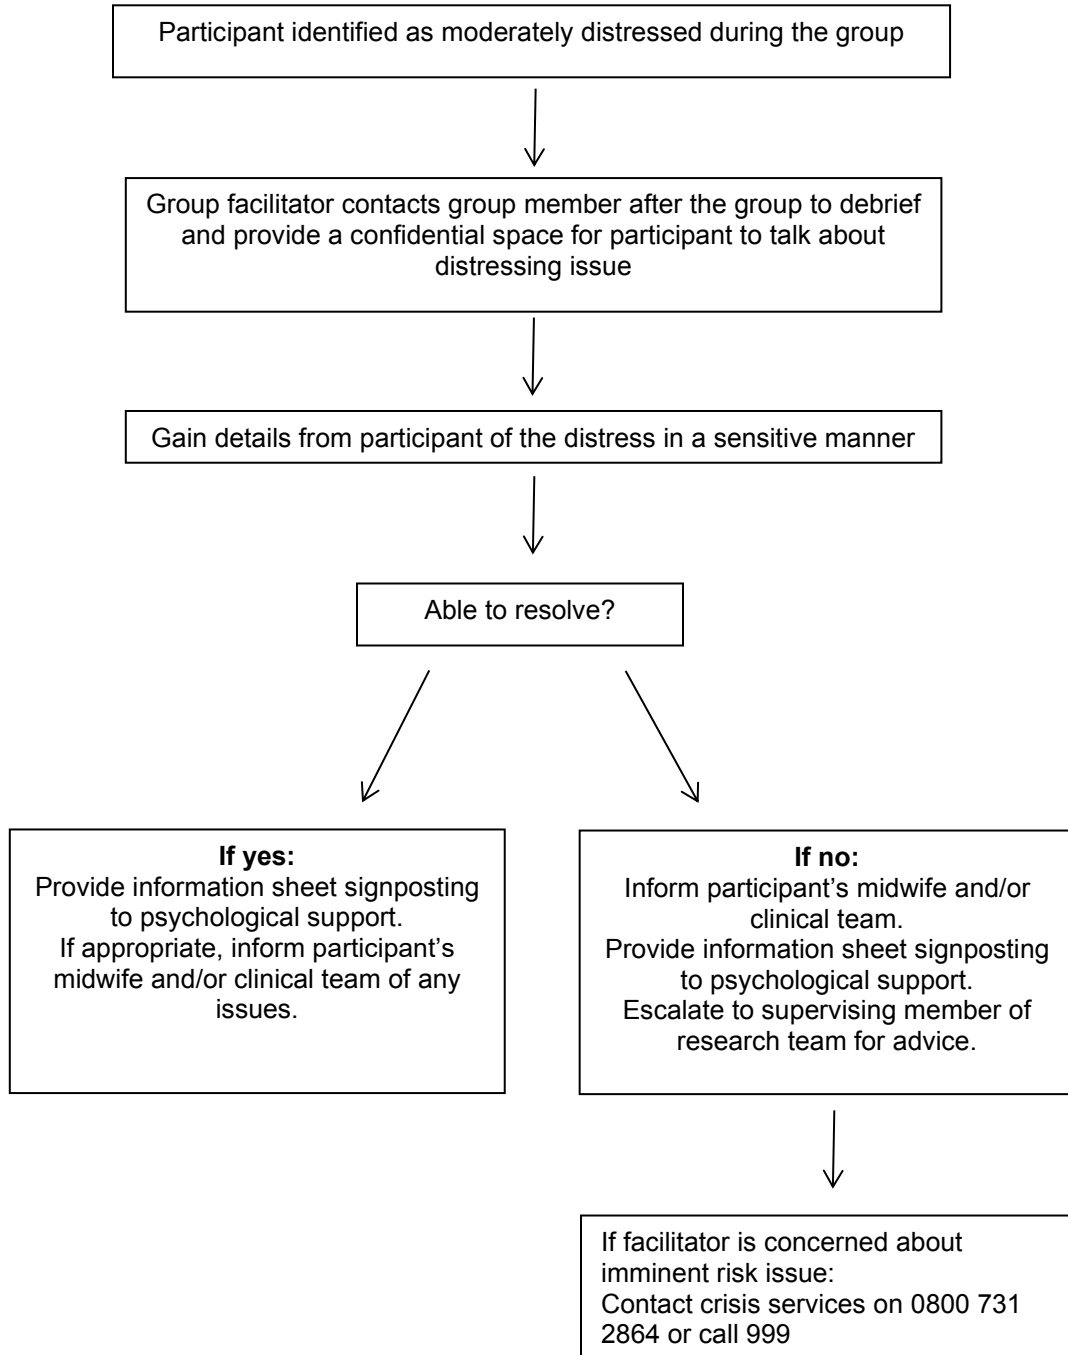 Participant identified as moderately distressed during the group
Group facilitator contacts group member after the group to debrief
and provide a confidential space for participant to talk about
distressing issue
Gain details from participant of the distress in a sensitive manner
Able to resolve?
If yes:
Provide information sheet signposting
to psychological support.
If appropriate, inform participant’s
midwife and/or clinical team of any
issues.
If no:
Inform participant’s midwife and/or
clinical team.
Provide information sheet signposting
to psychological support.
Escalate to supervising member of
research team for advice.
If facilitator is concerned about
imminent risk issue:
Contact crisis services on 0800 731
2864 or call 999